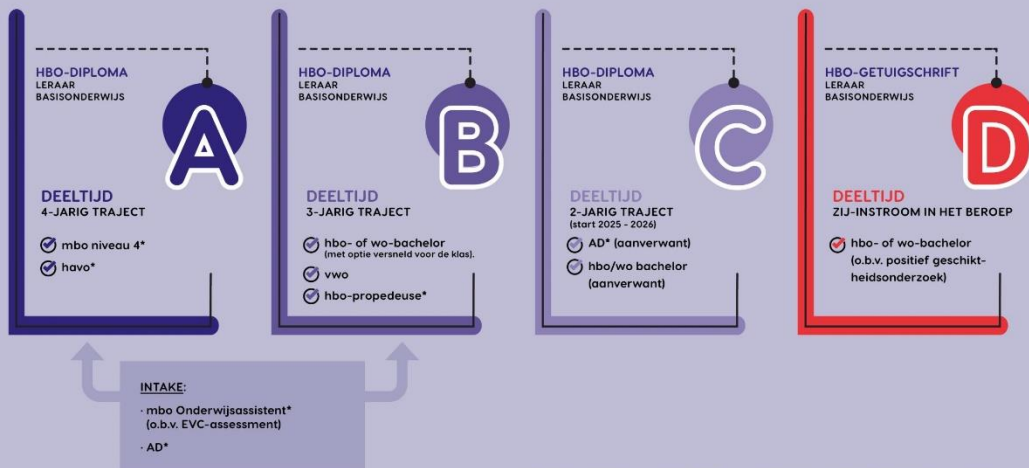 HBO-DIPLOMA
LERAAR
BASISONDERWIJS
A
DEELTIJD
4-JARIG TRAJECT
mbo niveau 4*
havo*
HBO-DIPLOMA
LERAAR
BASISONDERWIJS
B
DEELTIJD
3-JARIG TRAJECT
hbo- of wo-bachelor
(met optie versneld voor de klas).
vwo
hbo-propedeuse*
HBO-DIPLOMA
LERAAR
BASISONDERWIJS
C
DEELTIJD
2-JARIG TRAJECT
(start 2025 - 2026)
AD* (aanverwant)
hbo/wo bachelor
(aanverwant)
HBO-GETUIGSCHRIFT
LERAAR
BASISONDERWIJS
D
DEELTIJD
ZIJ-INSTROOM IN HET BEROEP
hbo- of wo-bachelor
(o.b.v. positief geschikt-
heidsonderzoek)
INTAKE:
· mbo Onderwijsassistent*
(o.b.v. EVC-assessment)
· AD*